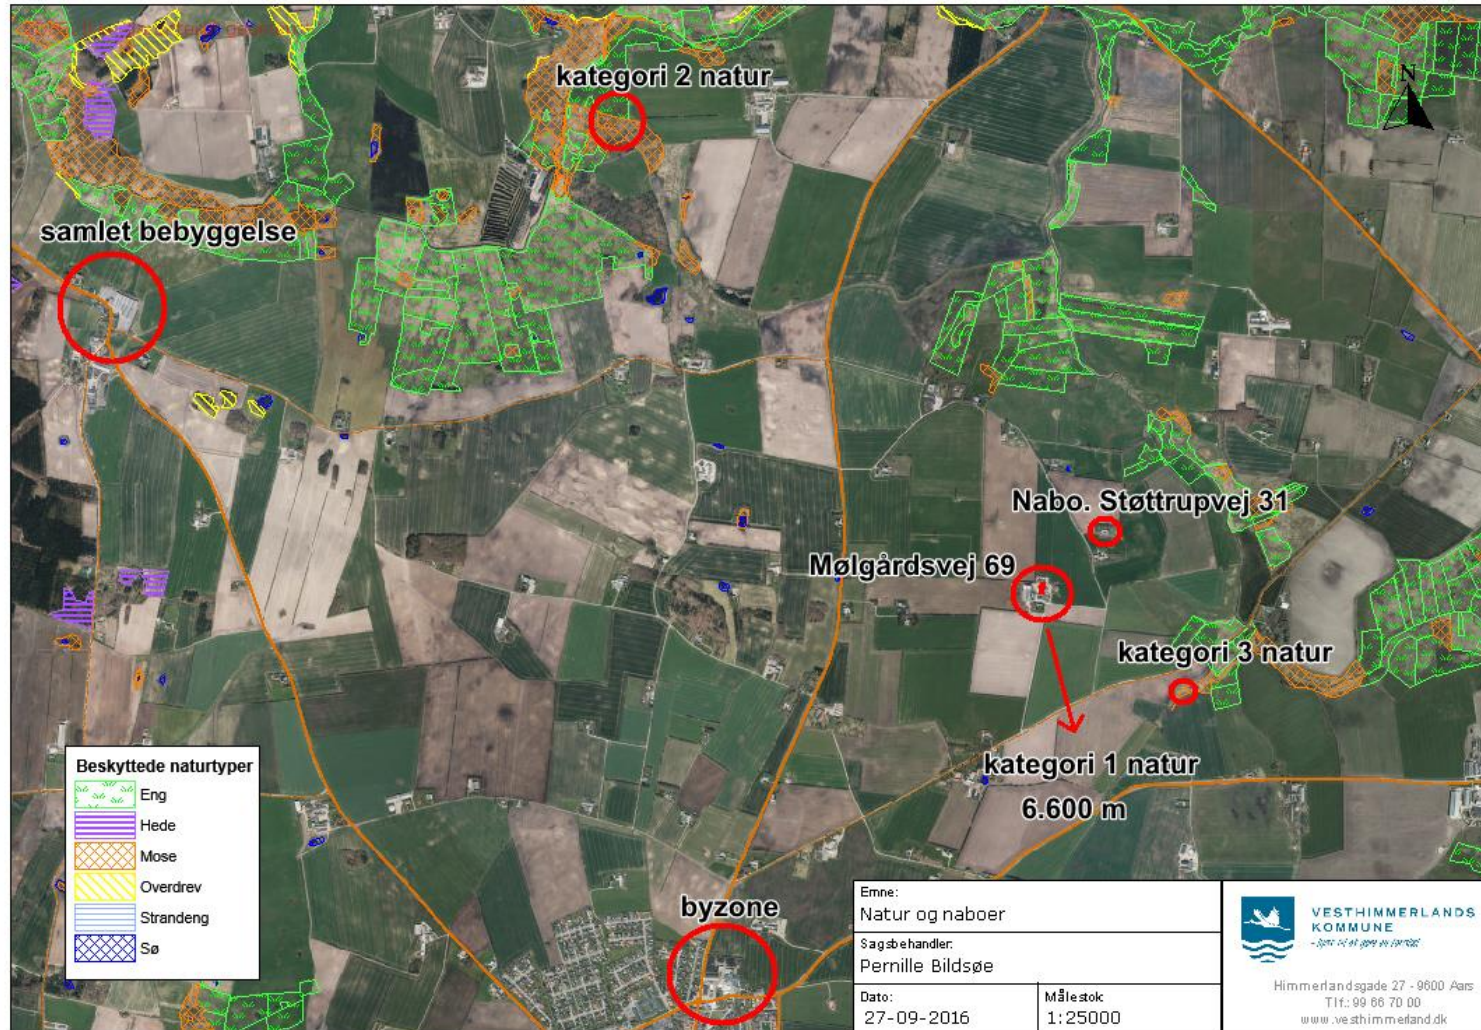 kategori 2 natur
N
samlet bebyggelse
Nabo. Støttrupvej 31
Mølgårdsvej 69
kategori 3 natur
kategori 1 natur
6.600 m
byzone
Beskyttede naturtyper
Eng
Hede
Mose
Overdrev
Strandeng
Sø
Emne:
Natur og naboer
Sagsbehandler:
Pernille Bildsøe
Dato:
27-09-2016
Målestok
1:25000
VESTHIMMERLANDS
KOMMUNE
Himmerlandsgade 27 - 9600 Aars
Tlf.: 99 66 70 00
www.vesthimmerland.dk